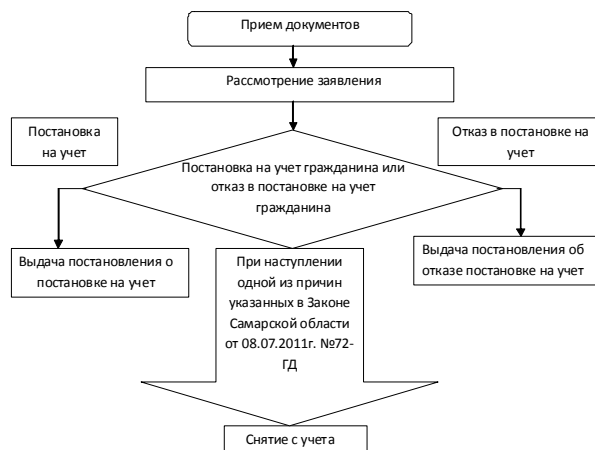 Прием документов
Рассмотрение заявления
Постановка
на учет
Отказ в постановке на
учет
Постановка на учет гражданина или
отказ в постановке на учет
гражданина
Выдача постановления о
постановке на учет
Выдача постановления об
отказе постановке на учет
При наступлении
одной из причин
указанных в Законе
Самарской области
от 08.07.2011г. №72-
ГД
Снятие с учета